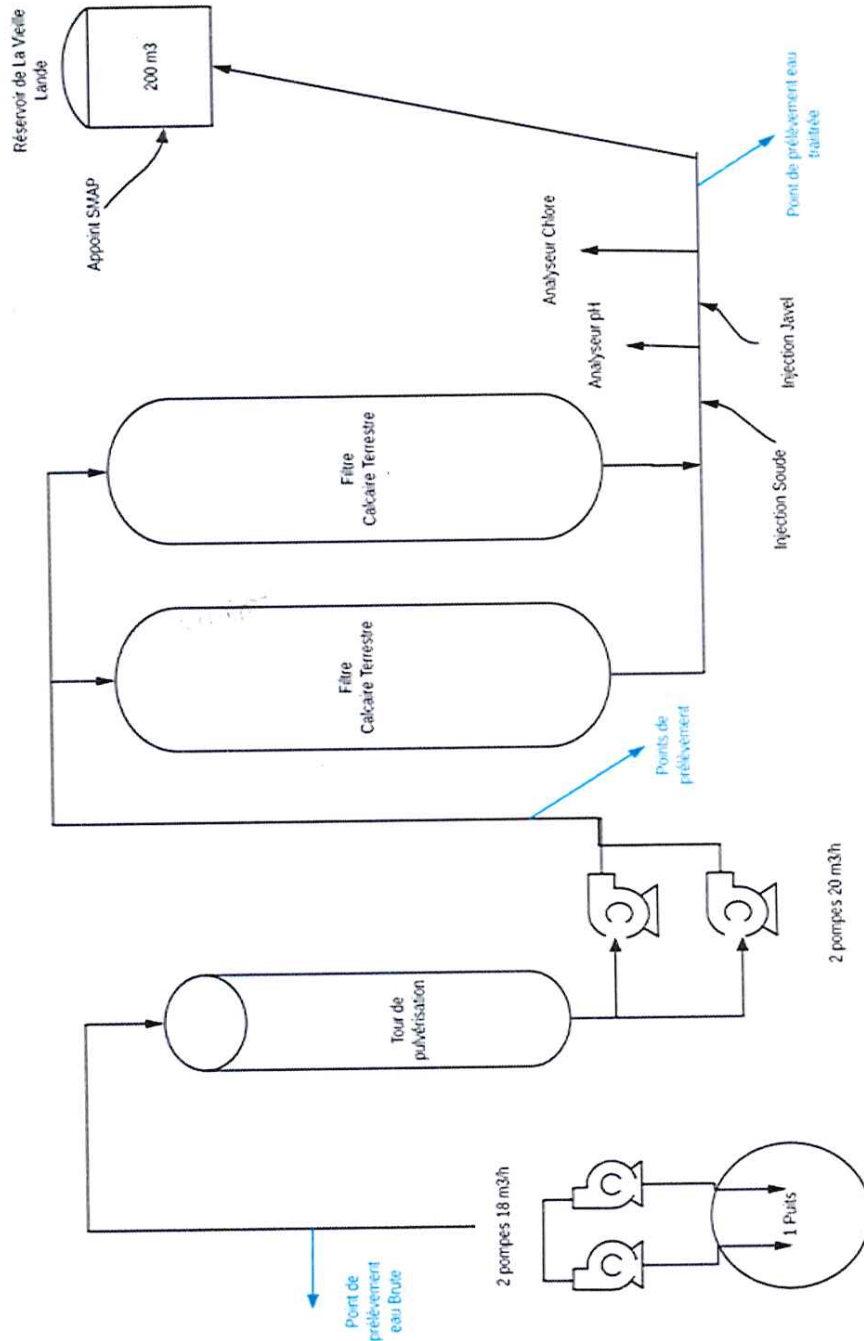 Réservoir de La Vieille
Lande
200 m3
Appoint SMAP
Analyseur Chlore
Analyseur pH
Point de prélèvement eau
traitrée
Injection Javel
Injection Soude
Filtre
Calcaire Terrestre
Filtre
Calcaire Terrestre
Points de
prélèvement
2 pompes 20 m3/h
Tour de
pulvérisation
2 pompes 18 m3/h
1 Puits
Point de
prélèvement
eau Brute